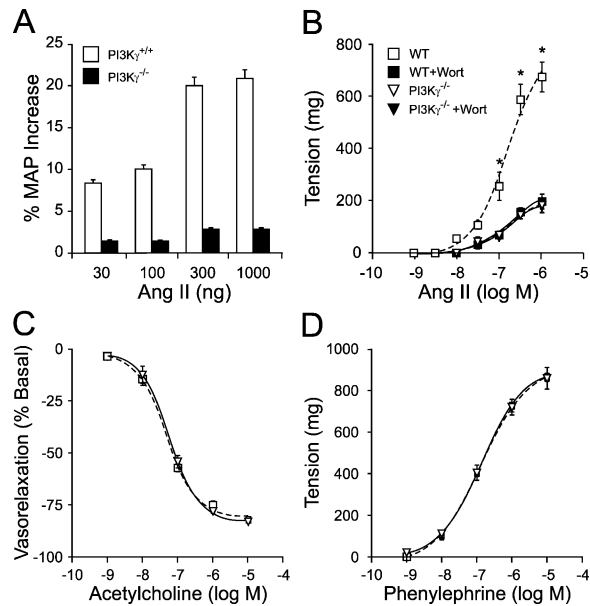 A
% MAP Increase
25
20
15
10
5
0
PI3Kγ+/+
PI3Kγ-/-
30 100 300 1000
Ang II (ng)
B
Tension (mg)
800
600
400
200
0
WT
WT+Wort
PI3Kγ-/-
PI3Kγ-/- +Wort
*
*
*
-10 -9 -8 -7 -6 -5
Ang II (log M)
C
Vasorelaxation (% Basal)
0
-25
-50
-75
-100
-10 -9 -8 -7 -6 -5 -4
Acetylcholine (log M)
D
Tension (mg)
1000
800
600
400
200
0
-10 -9 -8 -7 -6 -5 -4
Phenylephrine (log M)